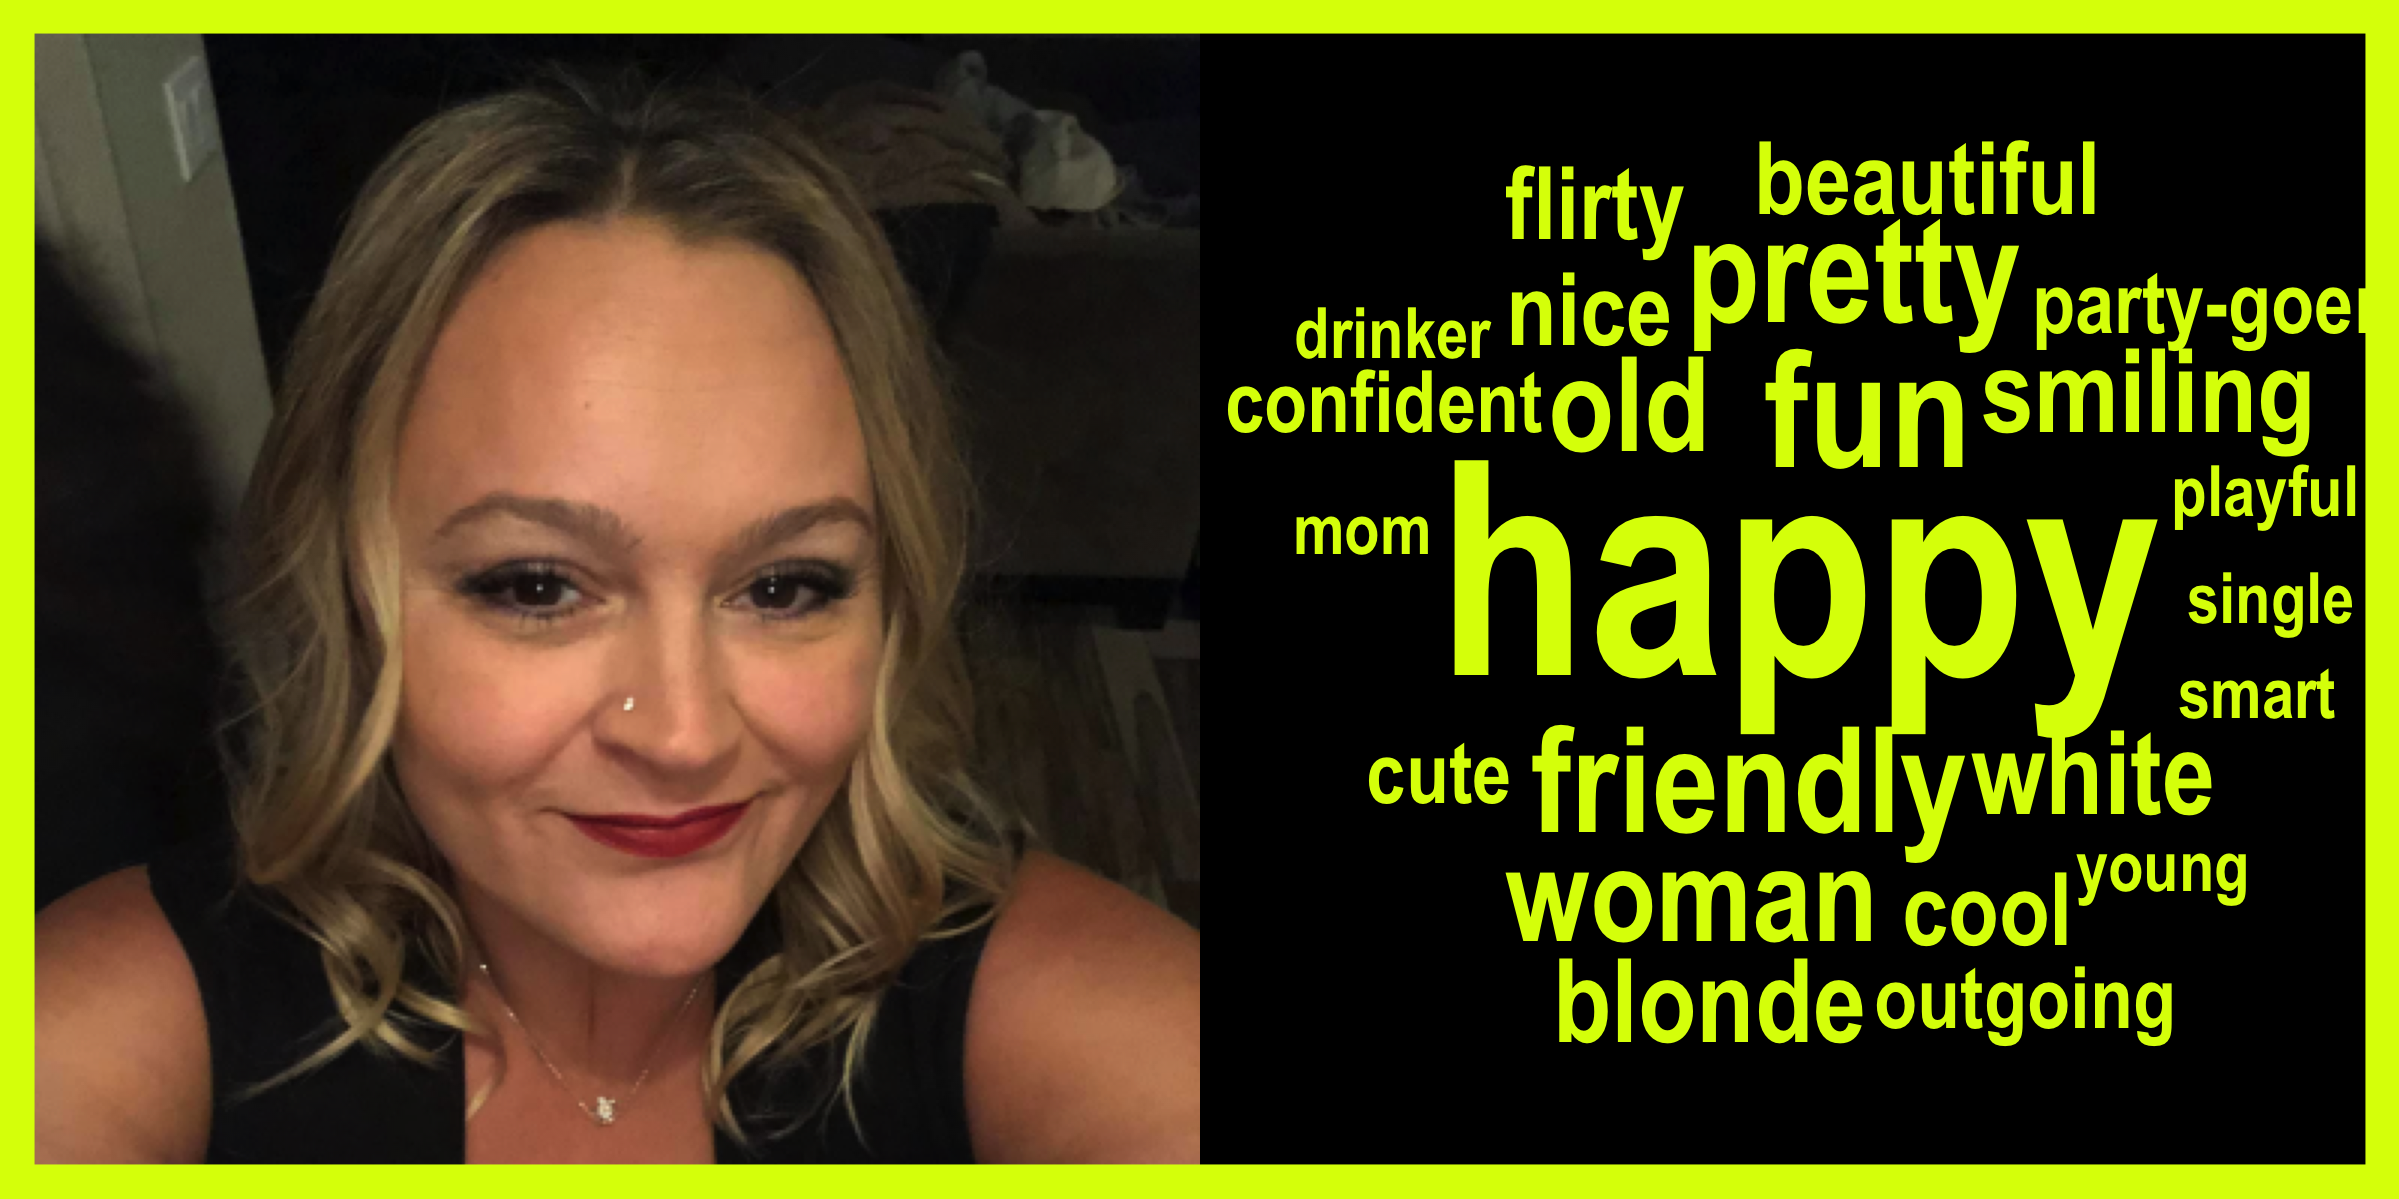 flirty beautiful
nice pretty party-goer
drinker
confident old fun smiling
mom happy playful
single
smart
cute friendly white
woman cool young
blonde outgoing